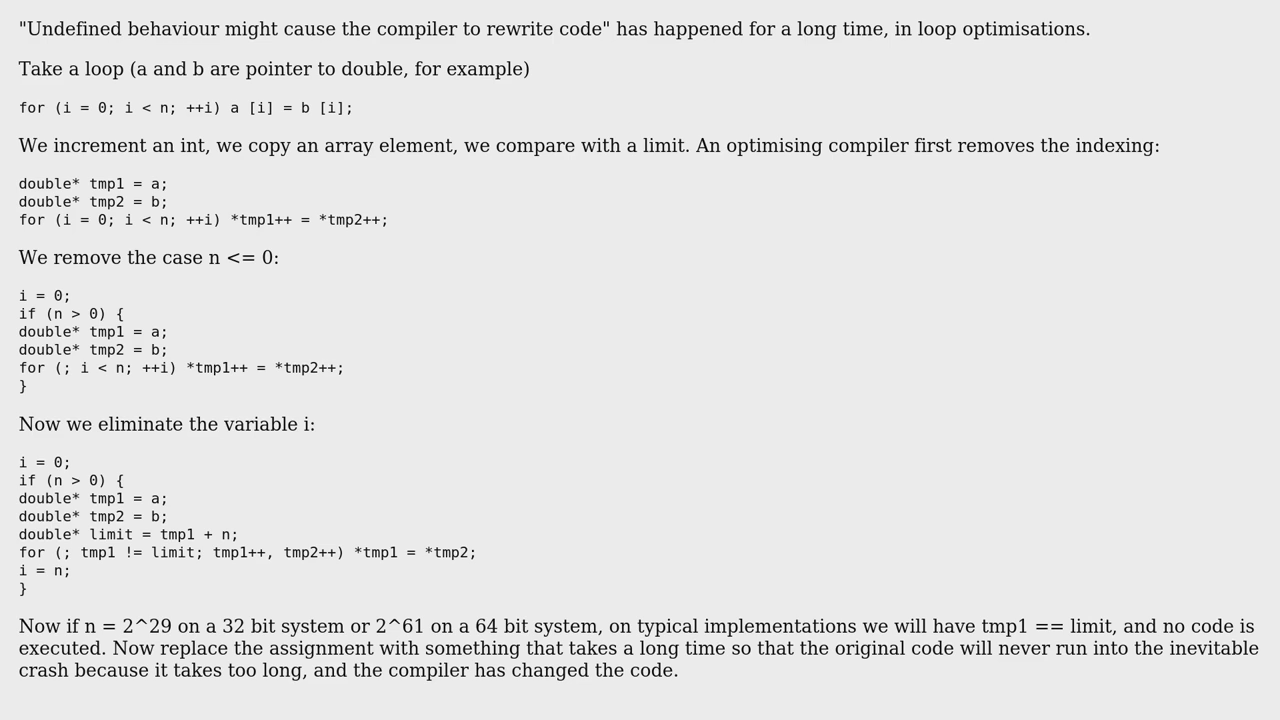 "Undefined behaviour might cause the compiler to rewrite code" has happened for a long time, in loop optimisations.
Take a loop (a and b are pointer to double, for example)
for (i = 0; i < n; ++i) a [i] = b [i];
We increment an int, we copy an array element, we compare with a limit. An optimising compiler first removes the indexing:
double* tmp1 = a;
double* tmp2 = b;
for (i = 0; i < n; ++i) *tmp1++ = *tmp2++;
We remove the case n <= 0:
i = 0;
if (n > 0) {
double* tmp1 = a;
double* tmp2 = b;
for (; i < n; ++i) *tmp1++ = *tmp2++;
}
Now we eliminate the variable i:
i = 0;
if (n > 0) {
double* tmp1 = a;
double* tmp2 = b;
double* limit = tmp1 + n;
for (; tmp1 != limit; tmp1++, tmp2++) *tmp1 = *tmp2;
i = n;
}
Now if n = 2^29 on a 32 bit system or 2^61 on a 64 bit system, on typical implementations we will have tmp1 == limit, and no code is
executed. Now replace the assignment with something that takes a long time so that the original code will never run into the inevitable
crash because it takes too long, and the compiler has changed the code.